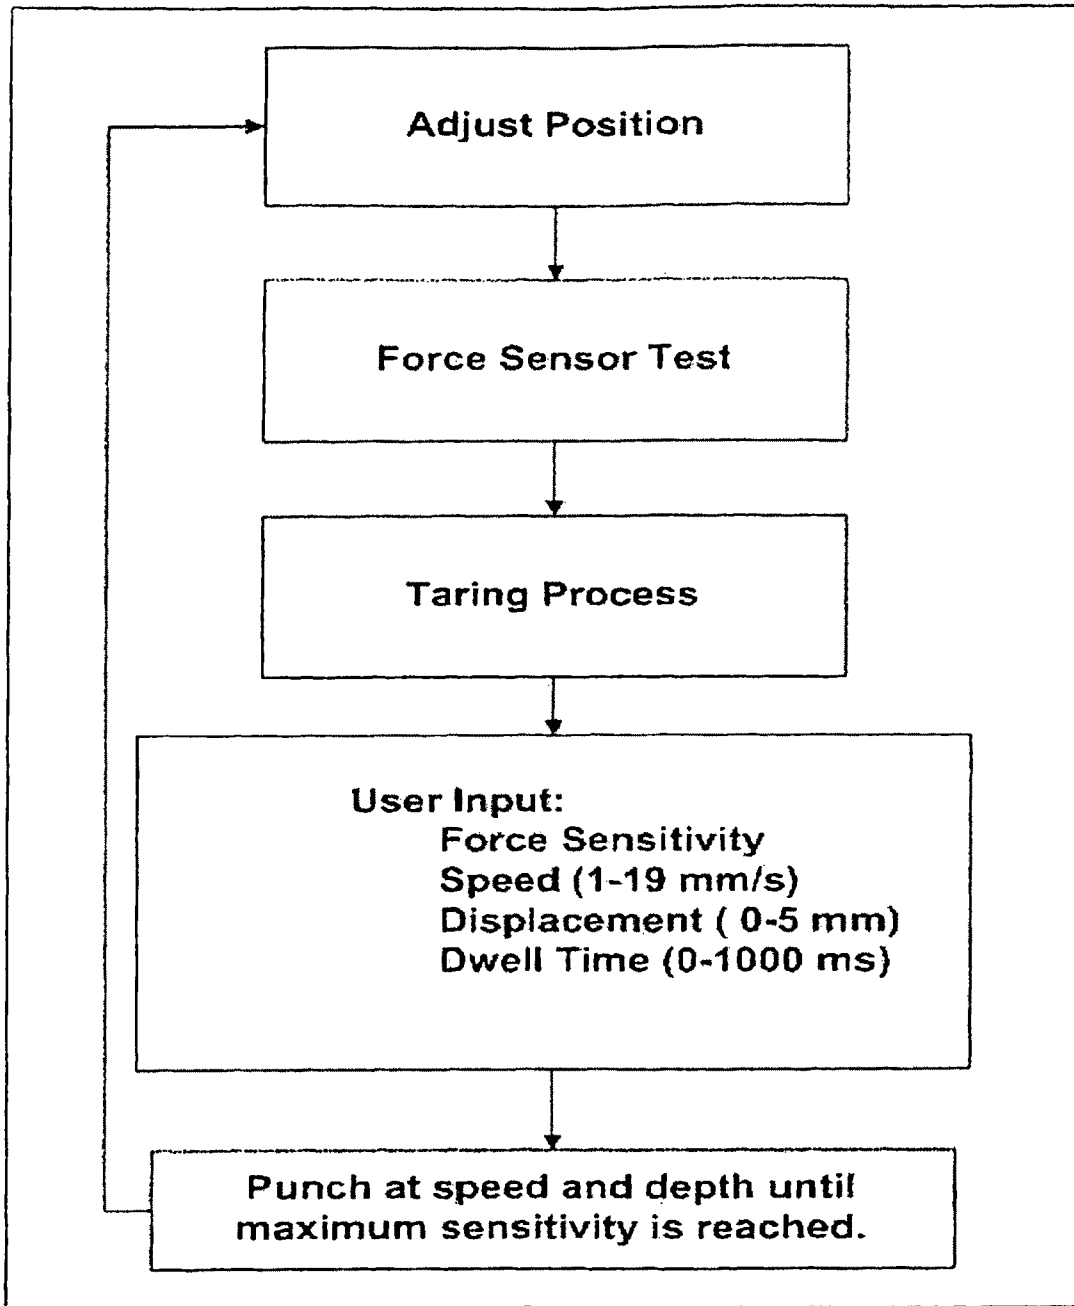 Adjust Position
Force Sensor Test
Taring Process
User Input:
Force Sensitivity
Speed (1-19 mm/s)
Displacement ( 0-5 mm)
Dwell Time (0-1000 ms)
Punch at speed and depth until
maximum sensitivity is reached.